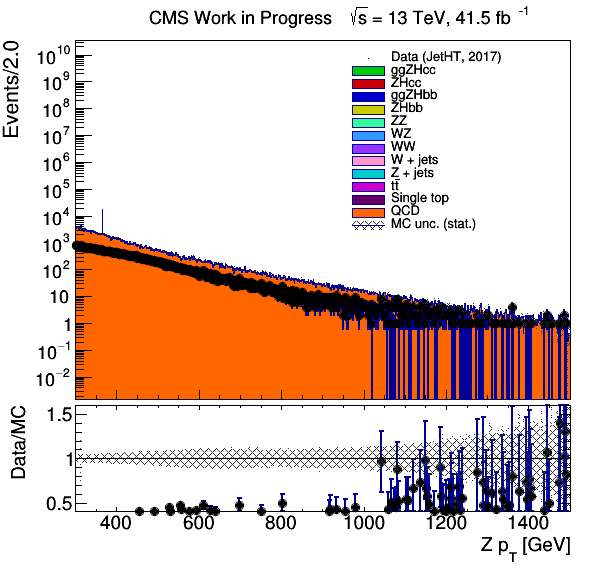 CMS Work in Progress √s = 13 TeV, 41.5 fb⁻¹
Events/2.0
10¹⁰
10⁹
10⁸
10⁷
10⁶
10⁵
10⁴
10³
10²
10
1
10⁻¹
10⁻²
Data (JetHT, 2017)
ggZHcc
ZHcc
ggZHbb
ZHbb
ZZ
WZ
WW
W + jets
Z + jets
tt̄
Single top
QCD
MC unc. (stat.)
Data/MC
1.5
1
0.5
400 600 800 1000 1200 1400
Z p_T [GeV]